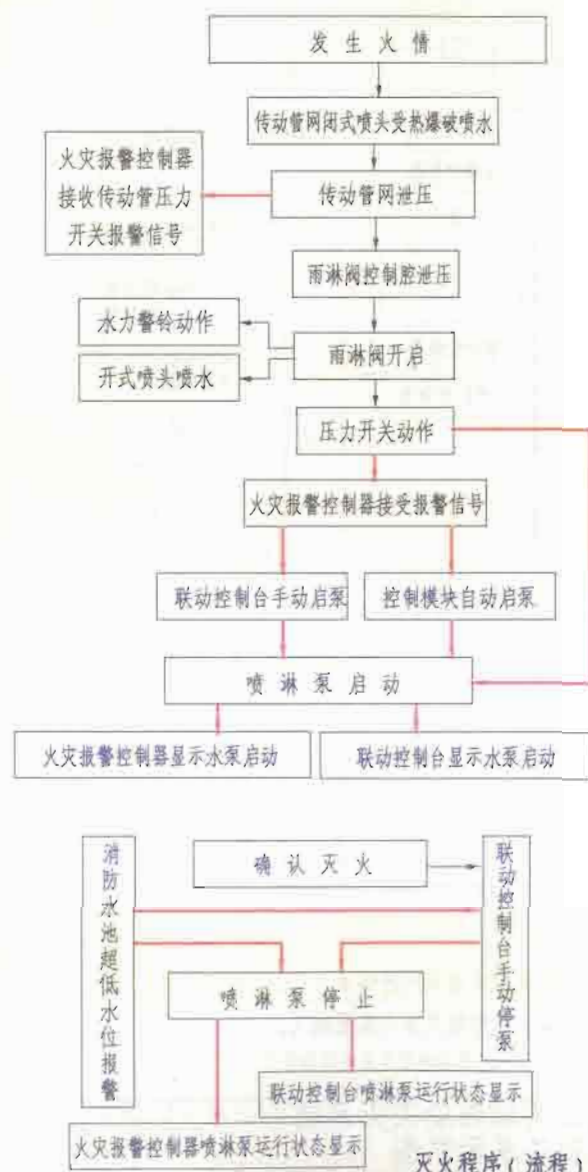 发生火情
传动管网闭式喷头受热爆破喷水
火灾报警控制器
接收传动管压力
开关报警信号
传动管网泄压
雨淋阀控制腔泄压
水力警铃动作
开式喷头喷水
雨淋阀开启
压力开关动作
火灾报警控制器接受报警信号
联动控制台手动启泵
控制模块自动启泵
喷淋泵启动
火灾报警控制器显示水泵启动
联动控制台显示水泵启动
消防水池超低水位报警
确认灭火
联动控制台手动停泵
喷淋泵停止
联动控制台喷淋泵运行状态显示
火灾报警控制器喷淋泵运行状态显示
灭火程序(流程)